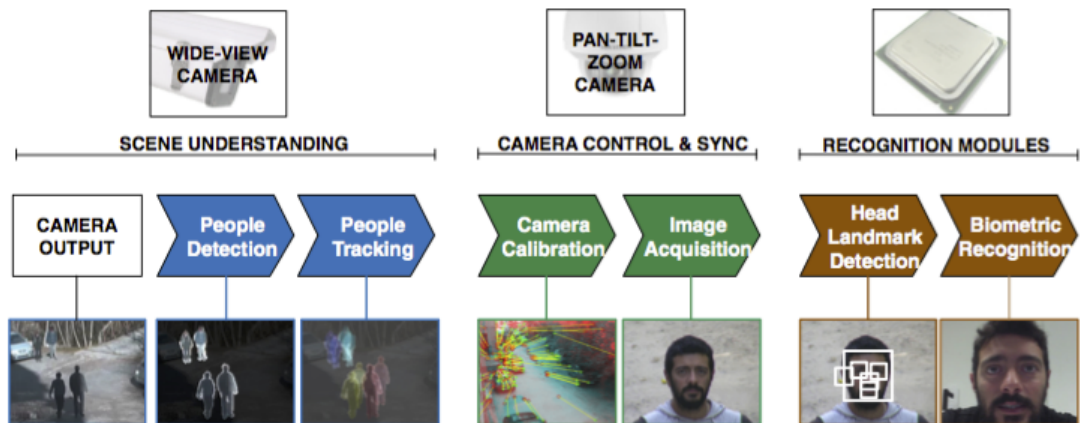 WIDE-VIEW
CAMERA
PAN-TILT-
ZOOM
CAMERA
SCENE UNDERSTANDING
CAMERA CONTROL & SYNC
RECOGNITION MODULES
CAMERA
OUTPUT
People
Detection
People
Tracking
Camera
Calibration
Image
Acquisition
Head
Landmark
Detection
Biometric
Recognition